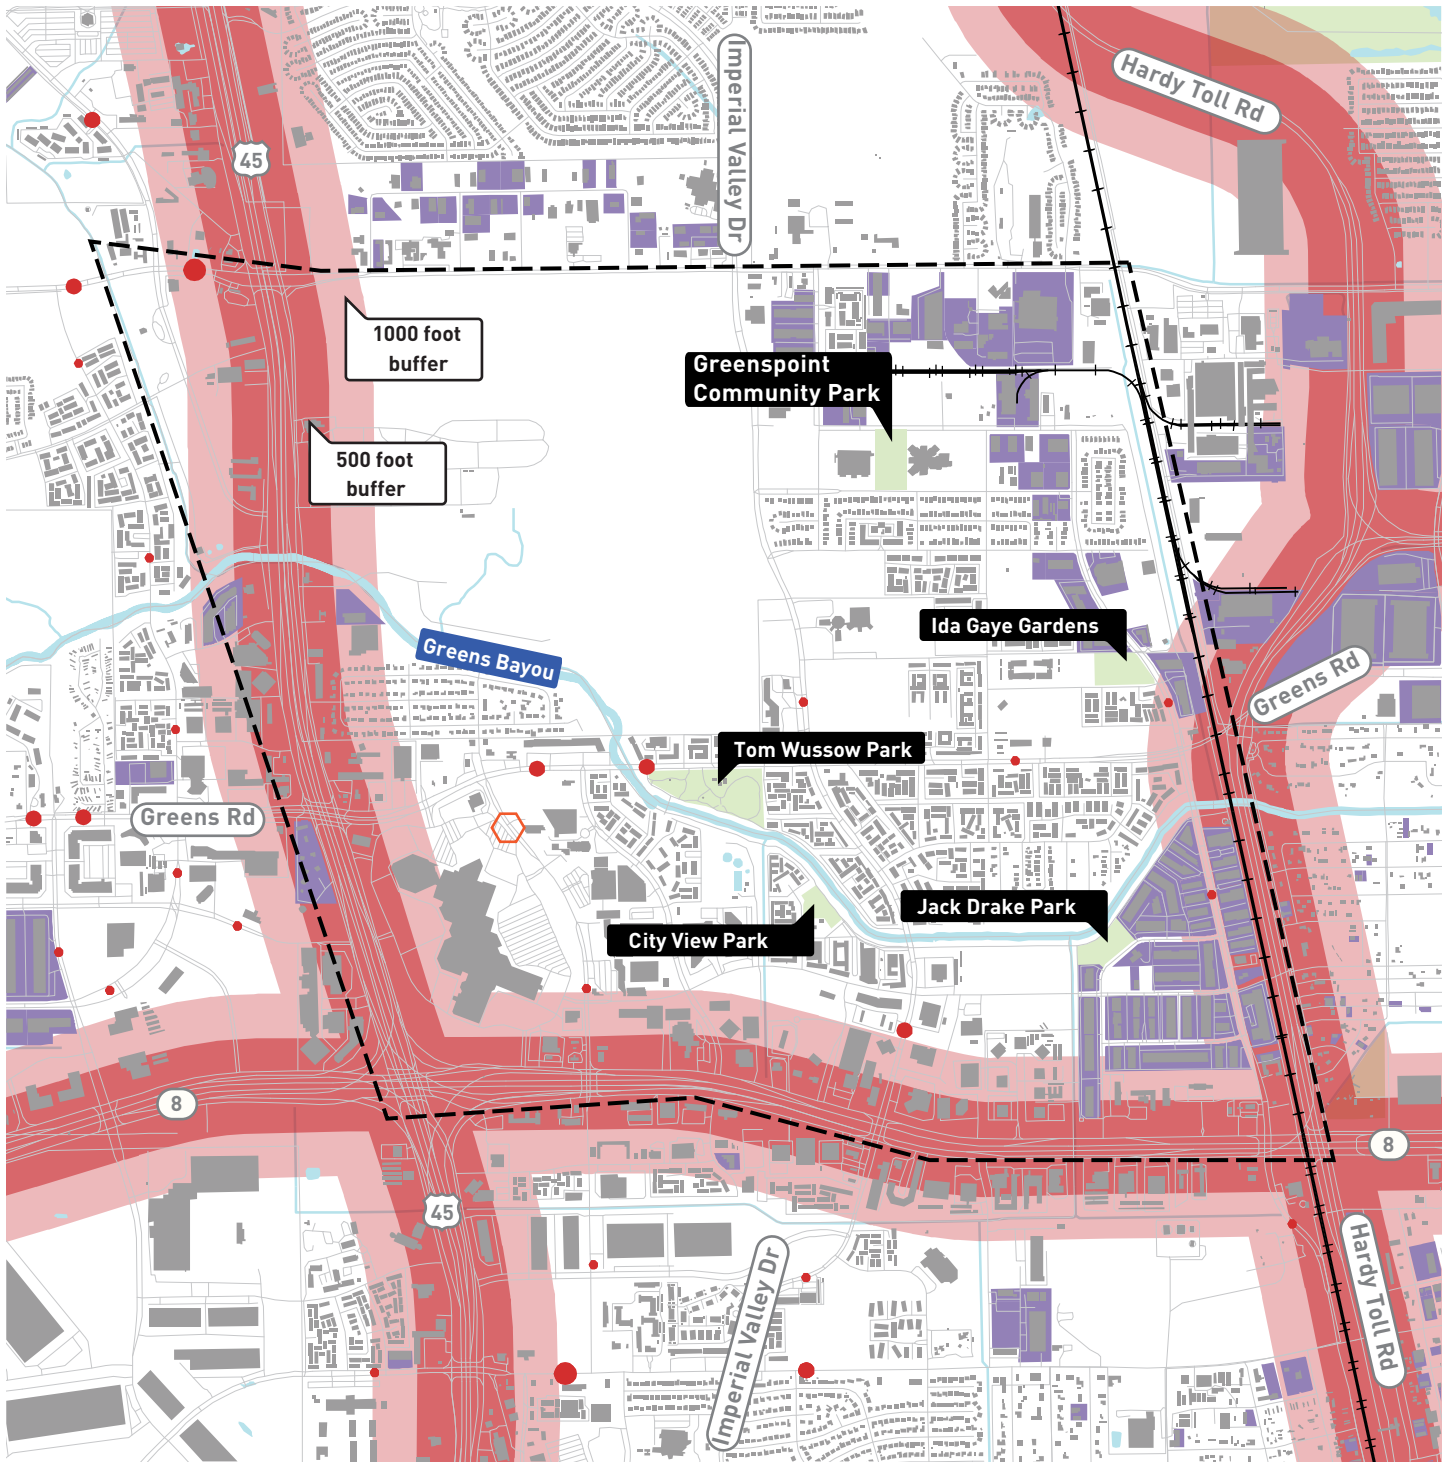 Hardy Toll Rd
Imperial Valley Dr
45
1000 foot
buffer
Greenspoint
Community Park
500 foot
buffer
Ida Gaye Gardens
Greens Bayou
Greens Rd
Tom Wussow Park
Greens Rd
Jack Drake Park
City View Park
8
8
45
Imperial Valley Dr
Hardy Toll Rd